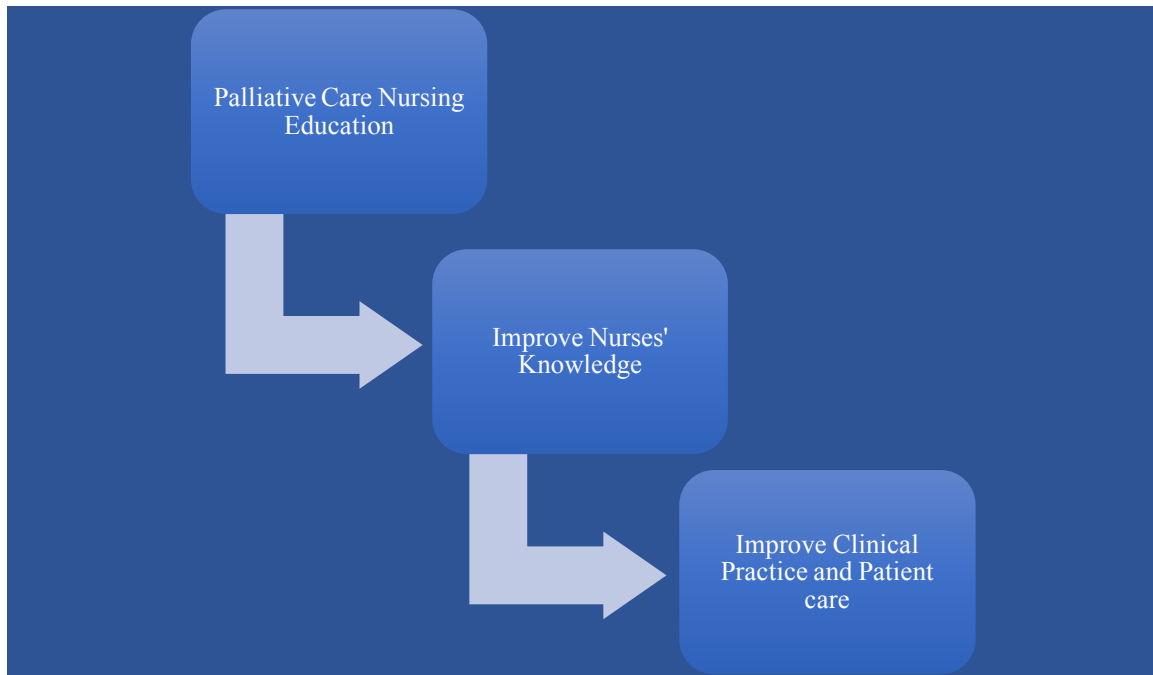 Palliative Care Nursing
Education
Improve Nurses'
Knowledge
Improve Clinical
Practice and Patient
care